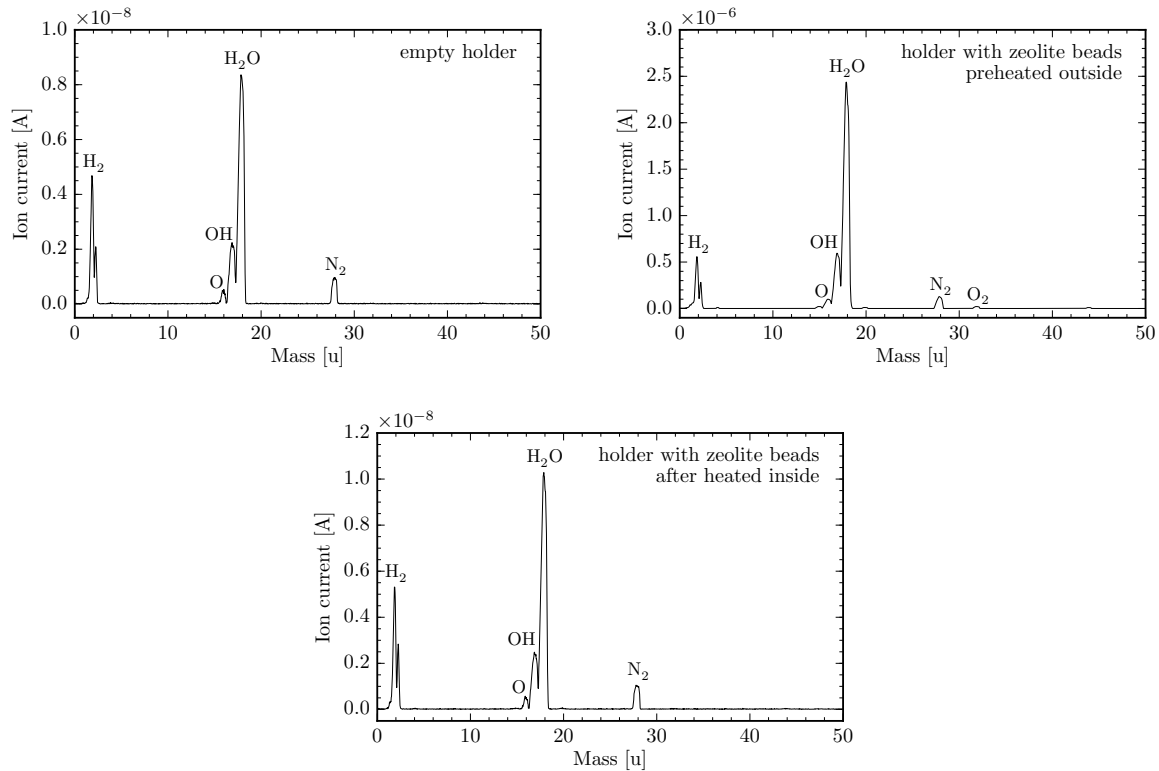 ×10⁻⁸
empty holder
1.0
0.8
0.6
0.4
0.2
0.0
Ion current [A]
H₂
O
OH
H₂O
N₂
0 10 20 30 40 50
Mass [u]
×10⁻⁶
holder with zeolite beads
preheated outside
3.0
2.5
2.0
1.5
1.0
0.5
0.0
Ion current [A]
H₂
O
OH
H₂O
N₂
O₂
0 10 20 30 40 50
Mass [u]
×10⁻⁸
holder with zeolite beads
after heated inside
1.2
1.0
0.8
0.6
0.4
0.2
0.0
Ion current [A]
H₂
O
OH
H₂O
N₂
0 10 20 30 40 50
Mass [u]